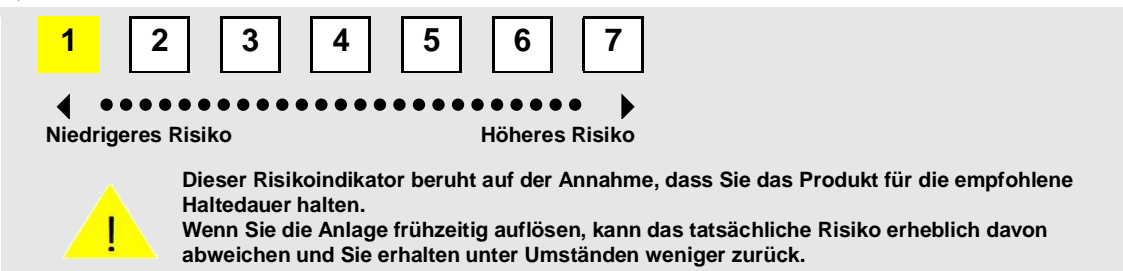 1 2 3 4 5 6 7
Niedrigeres Risiko Höheres Risiko
Dieser Risikoindikator beruht auf der Annahme, dass Sie das Produkt für die empfohlene
Haltedauer halten.
Wenn Sie die Anlage frühzeitig auflösen, kann das tatsächliche Risiko erheblich davon
abweichen und Sie erhalten unter Umständen weniger zurück.
!